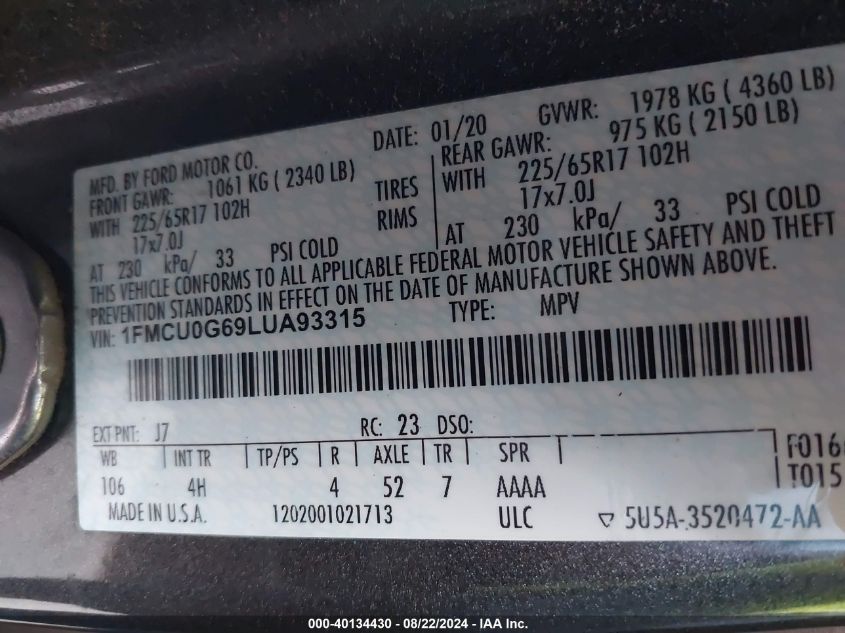 MFD. BY FORD MOTOR CO. DATE: 01/20 GVWR: 1978 KG ( 4360 LB)
FRONT GAWR: 1061 KG ( 2340 LB) REAR GAWR: 975 KG ( 2150 LB)
WITH 225/65R17 102H TIRES WITH 225/65R17 102H
17x7.0J RIMS 17x7.0J
AT 230 kPa/ 33 PSI COLD AT 230 kPa/ 33 PSI COLD
THIS VEHICLE CONFORMS TO ALL APPLICABLE FEDERAL MOTOR VEHICLE SAFETY AND THEFT
PREVENTION STANDARDS IN EFFECT ON THE DATE OF MANUFACTURE SHOWN ABOVE.
VIN: 1FMCU0G69LUA93315 TYPE: MPV
EXT PNT: J7 RC: 23 DSO:
WB INT TR TP/PS R AXLE TR SPR F016
106 4H 4 52 7 AAAA T015
MADE IN U.S.A. 1202001021713 ULC 5U5A-3520472-AA
000-40134430 - 08/22/2024 - IAA Inc.